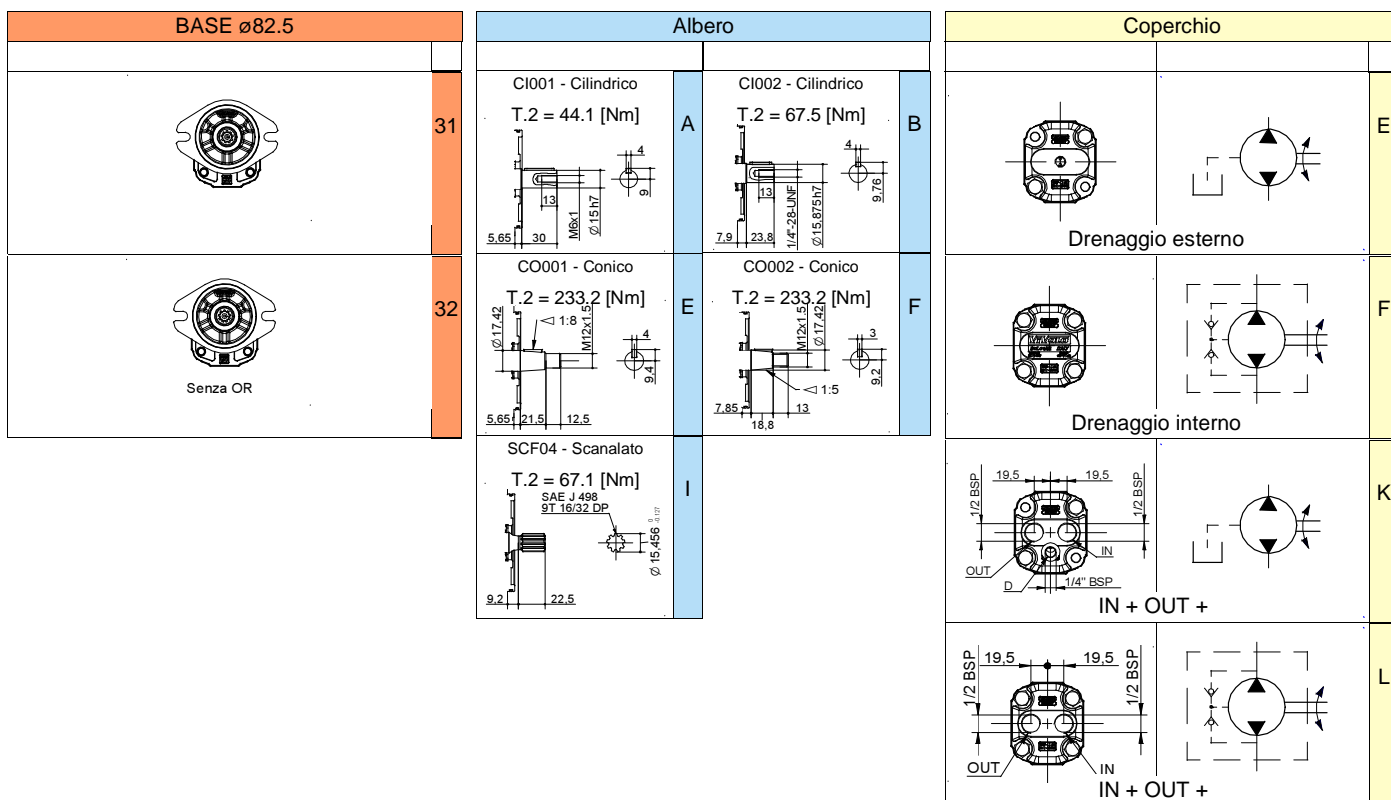 BASE ø82.5
31
32
Senza OR
Albero
CI001 - Cilindrico
T.2 = 44.1 [Nm]
A
4
9
13
M6x1
Ø15 h7
5,65
30
CI002 - Cilindrico
T.2 = 67.5 [Nm]
B
4
9,76
13
1/4"-28-UNF
Ø15,875 h7
7,9
23,8
CO001 - Conico
T.2 = 233.2 [Nm]
E
Ø17,42
1:8
M12x1.5
4
9,4
5,65
21,5
12,5
CO002 - Conico
T.2 = 233.2 [Nm]
F
M12x1.5
Ø17,42
3
9,2
1:5
7,85
13
18,8
SCF04 - Scanalato
T.2 = 67.1 [Nm]
I
SAE J 498
9T 16/32 DP
Ø15,456 0 -0,127
9,2
22,5
Coperchio
E
Drenaggio esterno
F
Drenaggio interno
K
19,5
19,5
1/2 BSP
1/2 BSP
OUT
IN
D
1/4" BSP
IN + OUT +
L
19,5
19,5
1/2 BSP
1/2 BSP
OUT
IN
IN + OUT +